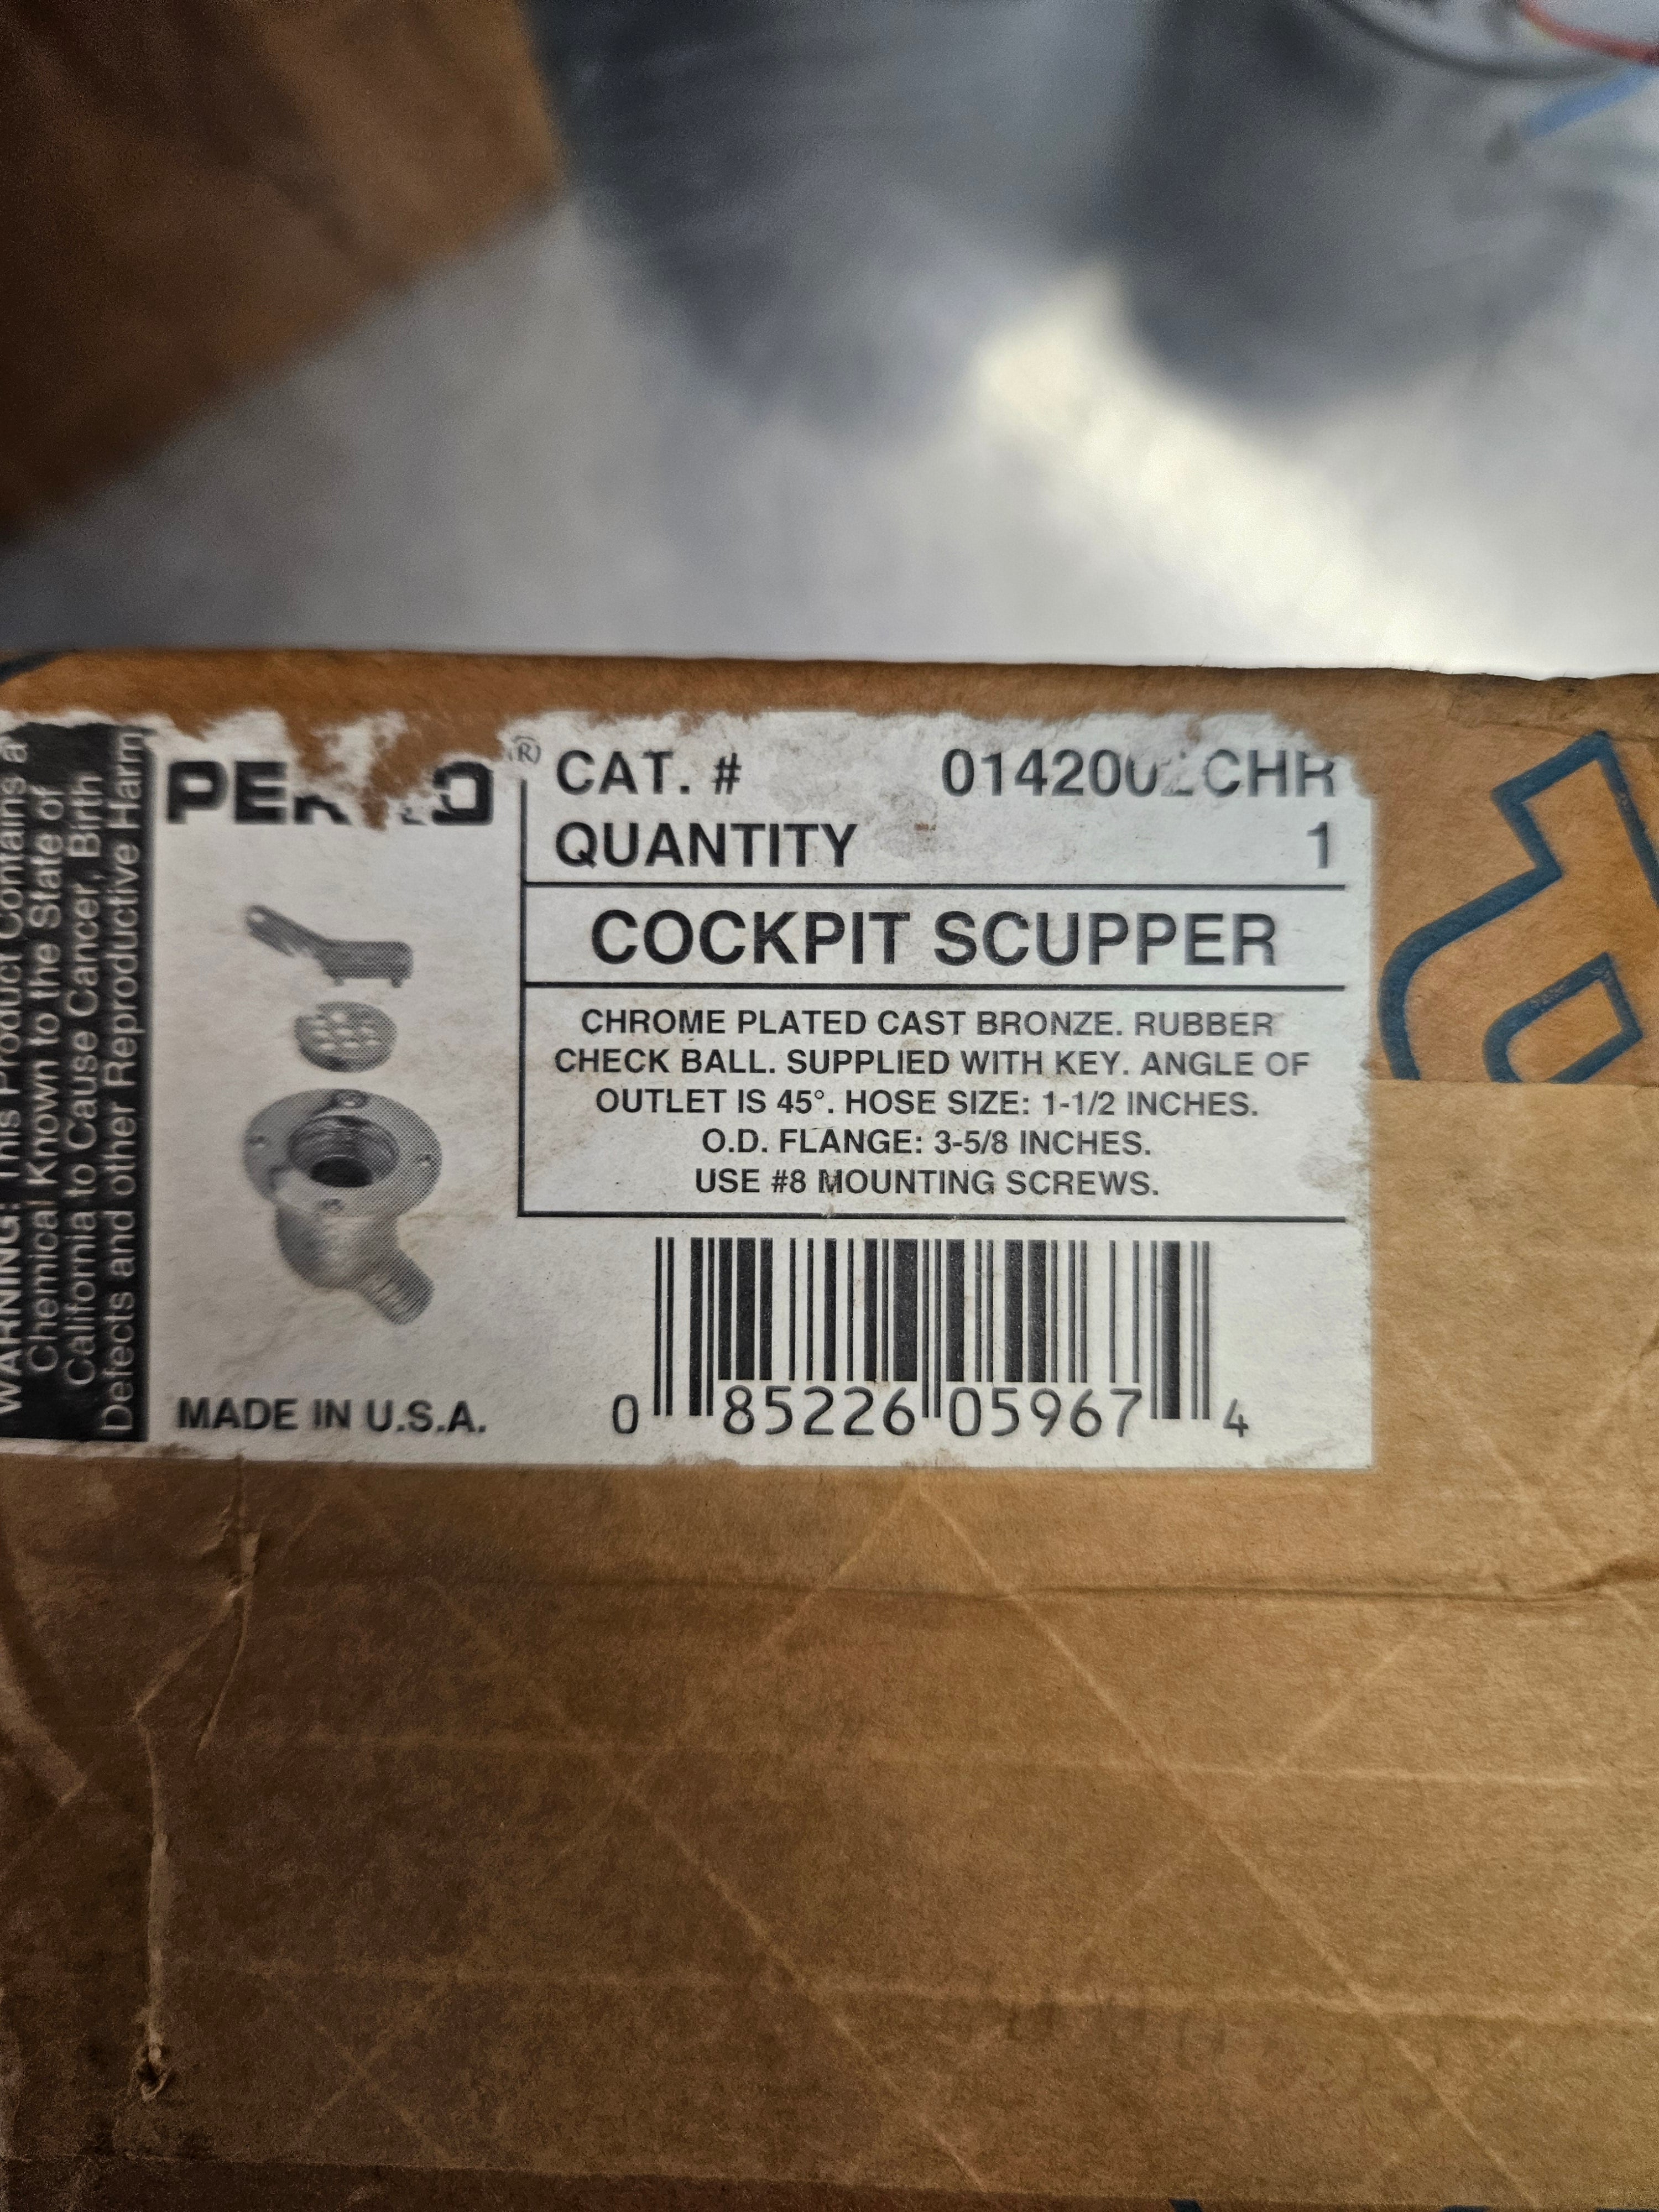 WARNING: This Product Contains a
Chemical Known to the State of
California to Cause Cancer, Birth
Defects and other Reproductive Harm
®
CAT. #
QUANTITY 1
COCKPIT SCUPPER
CHROME PLATED CAST BRONZE. RUBBER
CHECK BALL. SUPPLIED WITH KEY. ANGLE OF
OUTLET IS 45°. HOSE SIZE: 1-1/2 INCHES.
O.D. FLANGE: 3-5/8 INCHES.
USE #8 MOUNTING SCREWS.
MADE IN U.S.A.
0 85226 05967 4